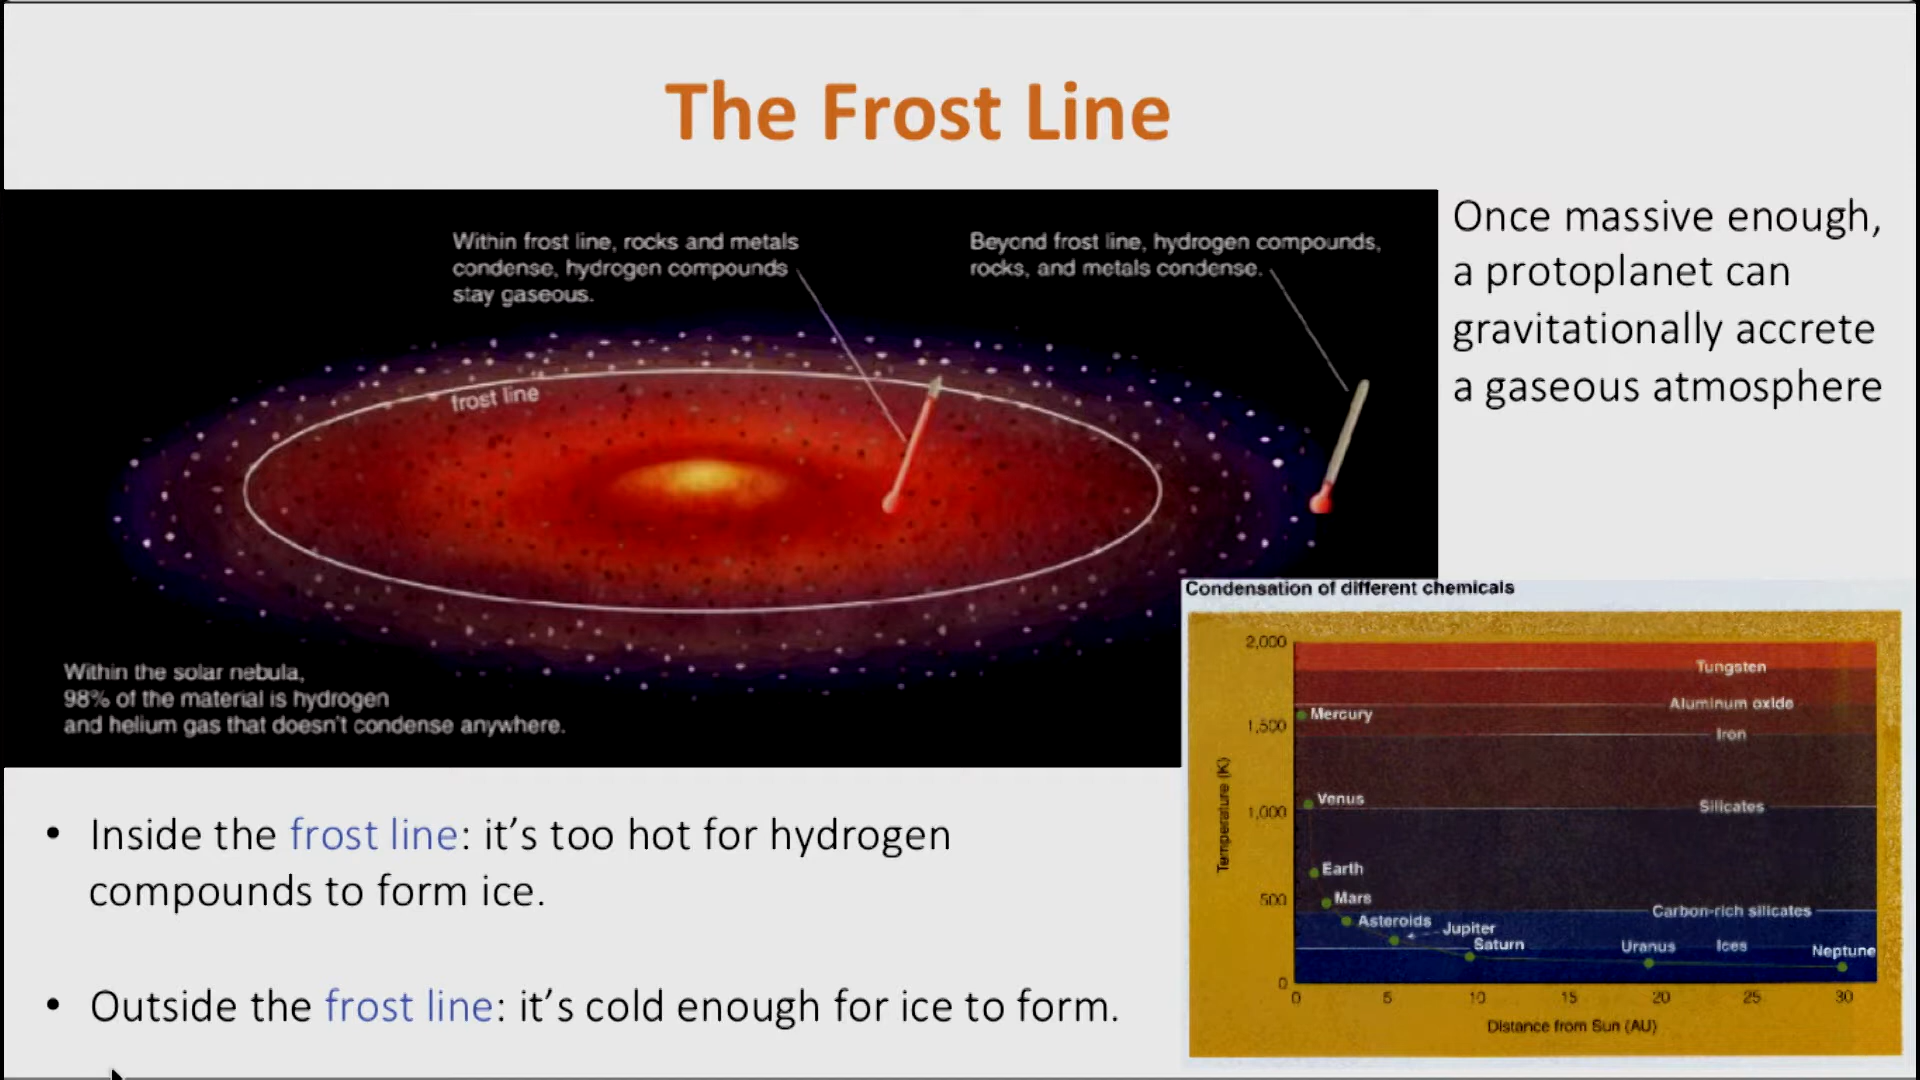 The Frost Line
Within frost line, rocks and metals
condense, hydrogen compounds
stay gaseous.
Beyond frost line, hydrogen compounds,
rocks, and metals condense.
frost line
Within the solar nebula,
98% of the material is hydrogen
and helium gas that doesn't condense anywhere.
Once massive enough,
a protoplanet can
gravitationally accrete
a gaseous atmosphere
Condensation of different chemicals
2,000
1,500
1,000
500
0
Temperature (K)
Tungsten
Aluminum oxide
Iron
Silicates
Carbon-rich silicates
Ices
Mercury
Venus
Earth
Mars
Asteroids
Jupiter
Saturn
Uranus
Neptune
0 5 10 15 20 25 30
Distance from Sun (AU)
• Inside the frost line: it’s too hot for hydrogen
compounds to form ice.
• Outside the frost line: it’s cold enough for ice to form.